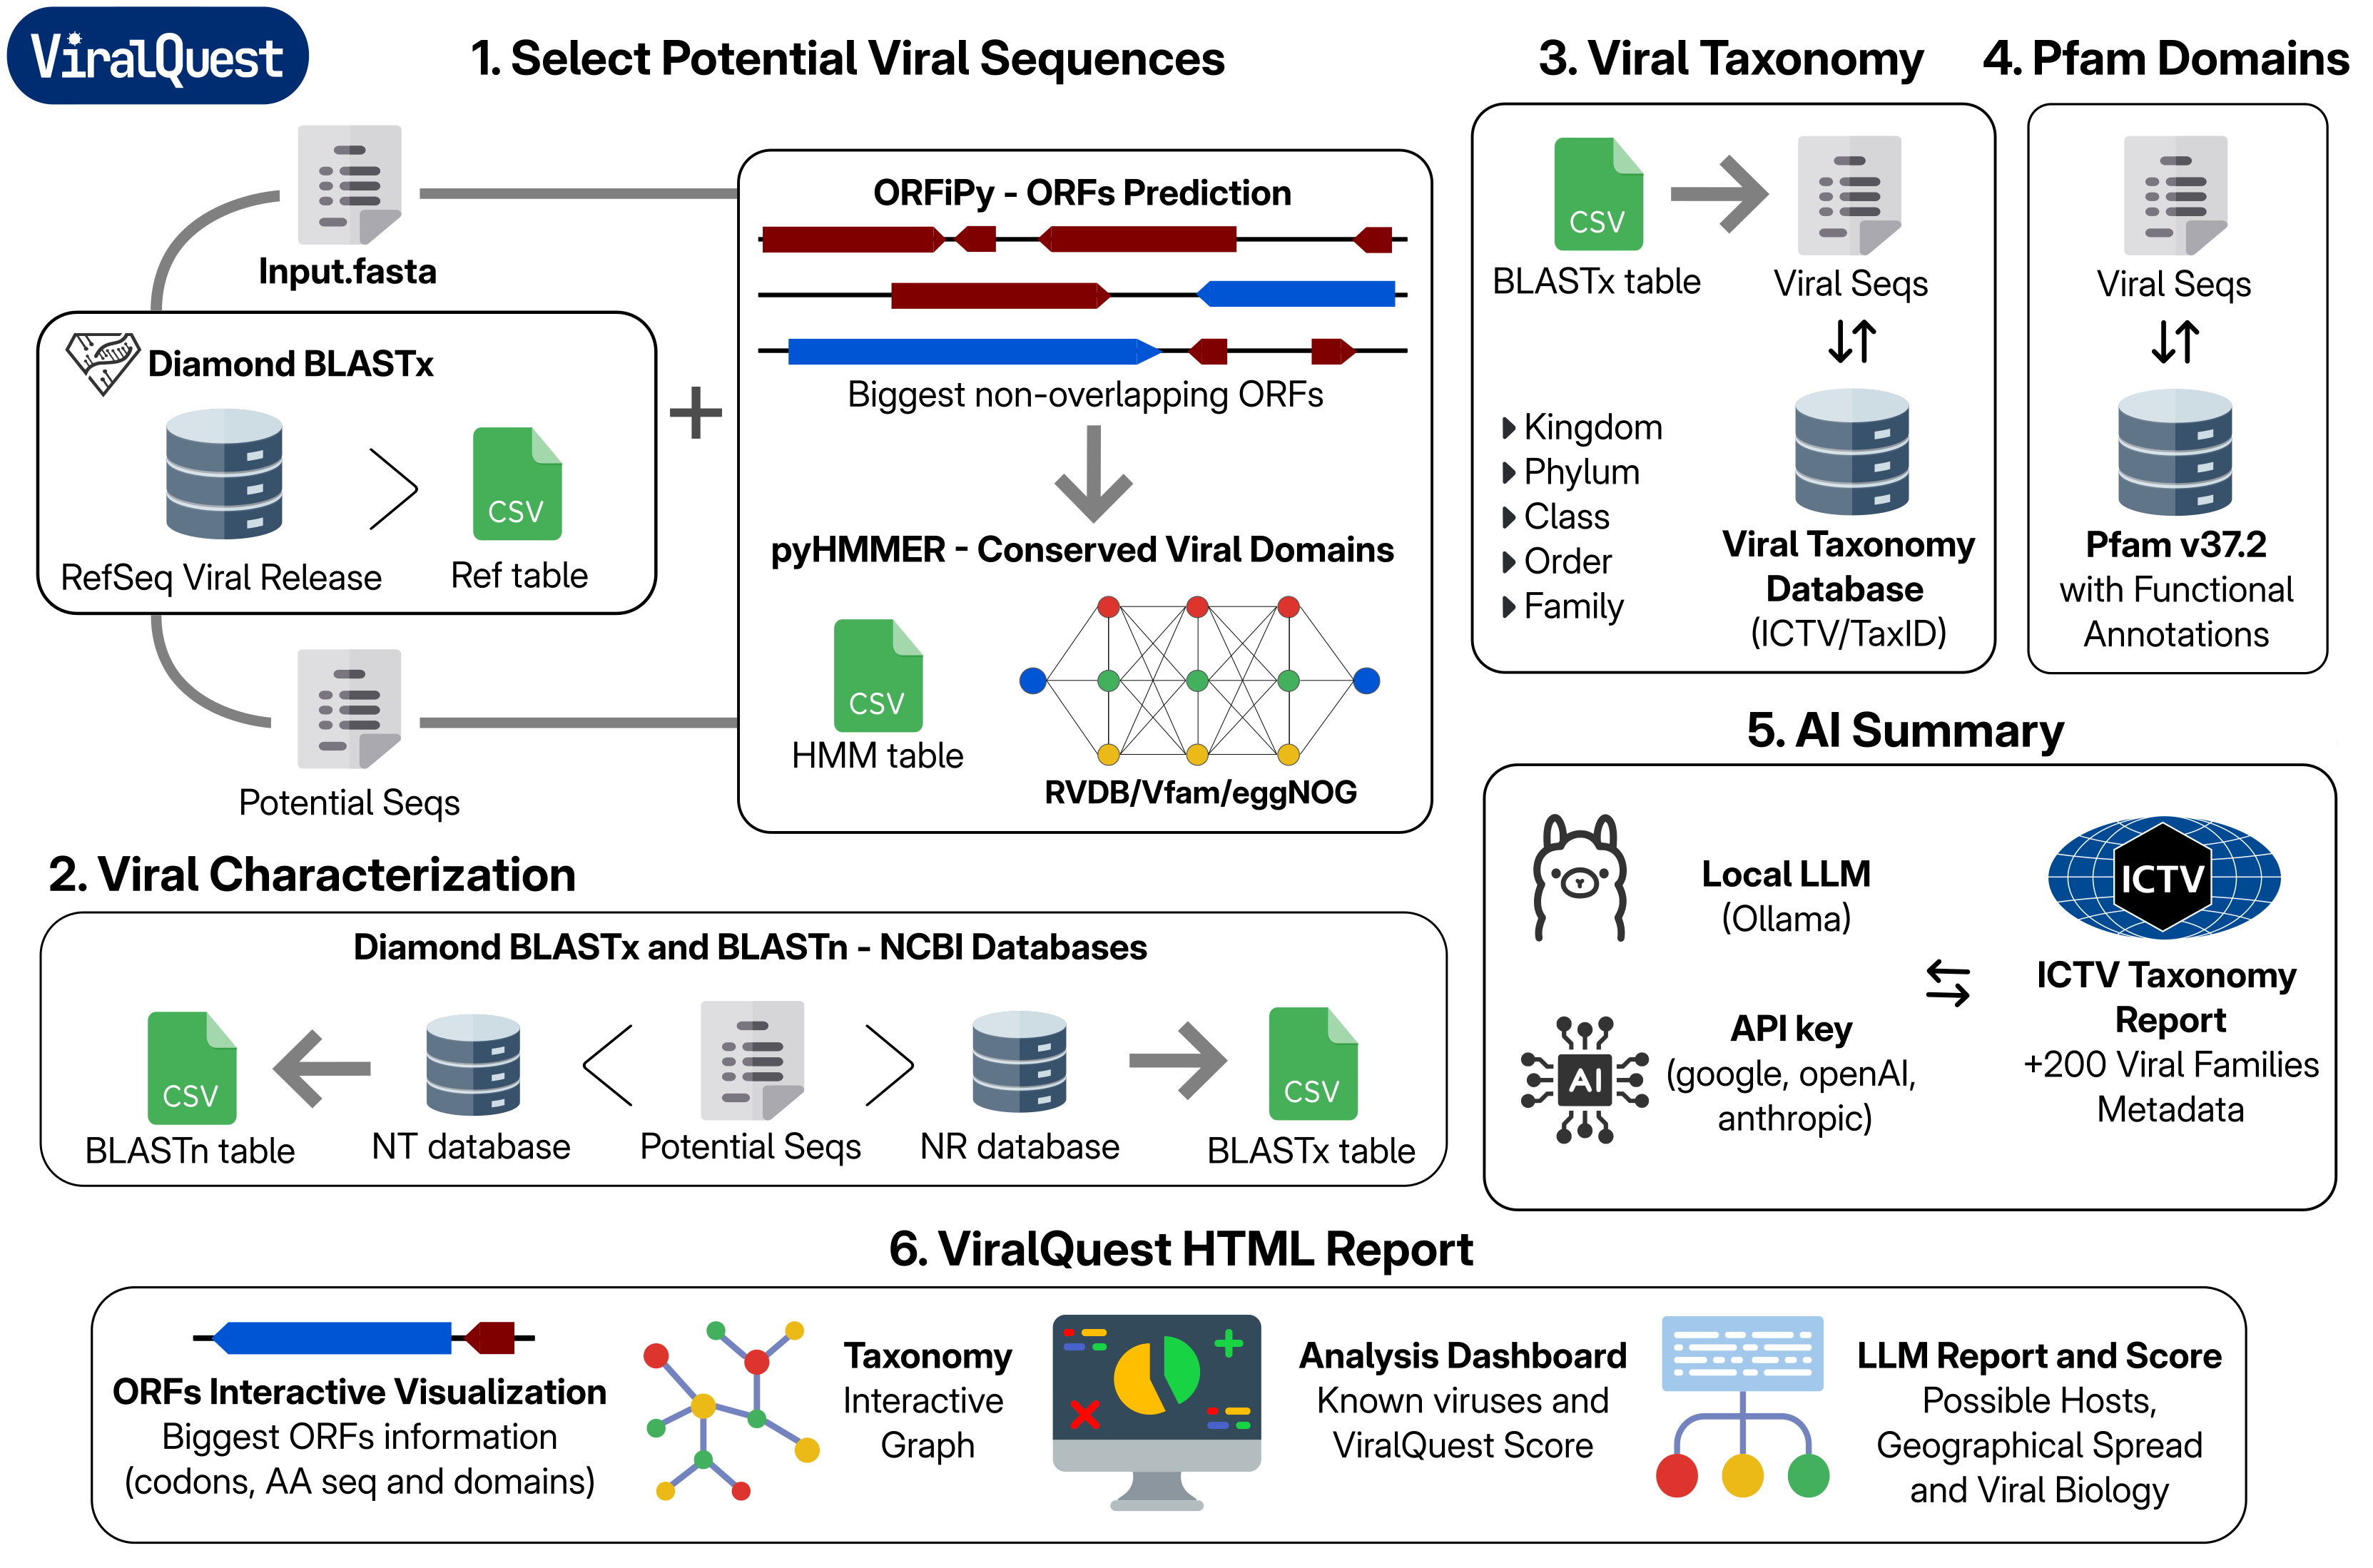 ViralQuest
1. Select Potential Viral Sequences
Input.fasta
Diamond BLASTx
RefSeq Viral Release
CSV
Ref table
Potential Seqs
+
ORFiPy - ORFs Prediction
Biggest non-overlapping ORFs
pyHMMER - Conserved Viral Domains
CSV
HMM table
RVDB/Vfam/eggNOG
2. Viral Characterization
Diamond BLASTx and BLASTn - NCBI Databases
CSV
BLASTn table
NT database
Potential Seqs
NR database
CSV
BLASTx table
3. Viral Taxonomy
CSV
BLASTx table
Viral Seqs
Kingdom
Phylum
Class
Order
Family
Viral Taxonomy
Database
(ICTV/TaxID)
4. Pfam Domains
Viral Seqs
Pfam v37.2
with Functional
Annotations
5. AI Summary
Local LLM
(Ollama)
AI
API key
(google, openAI,
anthropic)
ICTV
ICTV Taxonomy
Report
+200 Viral Families
Metadata
6. ViralQuest HTML Report
ORFs Interactive Visualization
Biggest ORFs information
(codons, AA seq and domains)
Taxonomy
Interactive
Graph
Analysis Dashboard
Known viruses and
ViralQuest Score
LLM Report and Score
Possible Hosts,
Geographical Spread
and Viral Biology